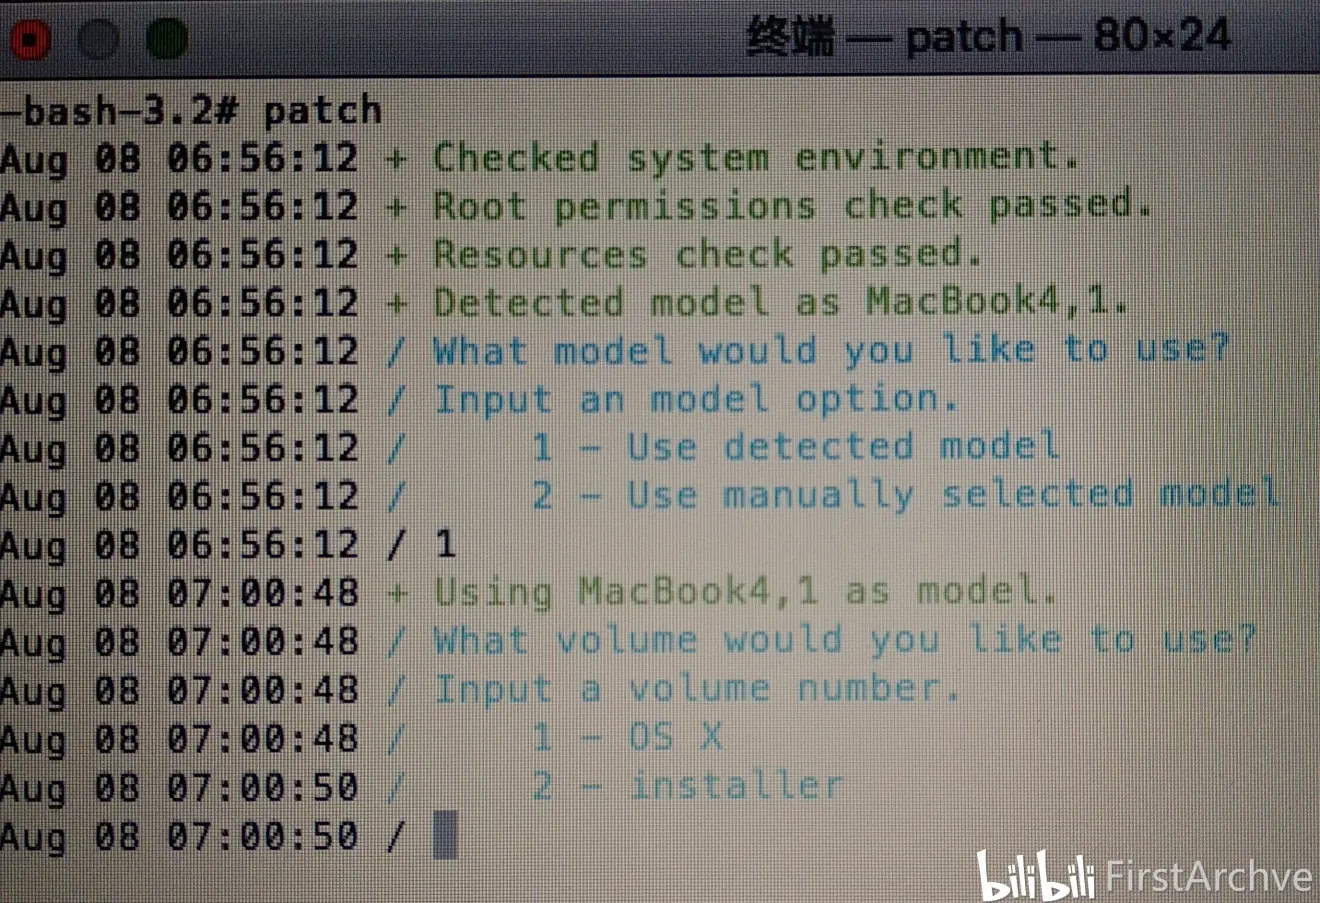 终端 — patch — 80×24
-bash-3.2# patch
Aug 08 06:56:12 + Checked system environment.
Aug 08 06:56:12 + Root permissions check passed.
Aug 08 06:56:12 + Resources check passed.
Aug 08 06:56:12 + Detected model as MacBook4,1.
Aug 08 06:56:12 / What model would you like to use?
Aug 08 06:56:12 / Input an model option.
Aug 08 06:56:12 /     1 - Use detected model
Aug 08 06:56:12 /     2 - Use manually selected model
Aug 08 06:56:12 / 1
Aug 08 07:00:48 + Using MacBook4,1 as model.
Aug 08 07:00:48 / What volume would you like to use?
Aug 08 07:00:48 / Input a volume number.
Aug 08 07:00:48 /     1 - OS X
Aug 08 07:00:50 /     2 - installer
Aug 08 07:00:50 /
bilibili FirstArchve